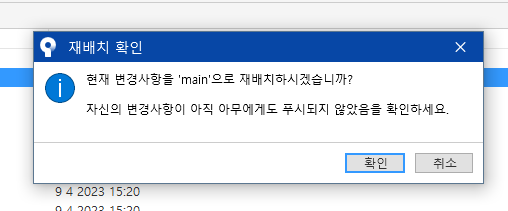 재배치 확인
현재 변경사항을 'main'으로 재배치하시겠습니까?
자신의 변경사항이 아직 아무에게도 푸시되지 않았음을 확인하세요.
확인 취소
9 4 2023 15:20
9 4 2023 15:20